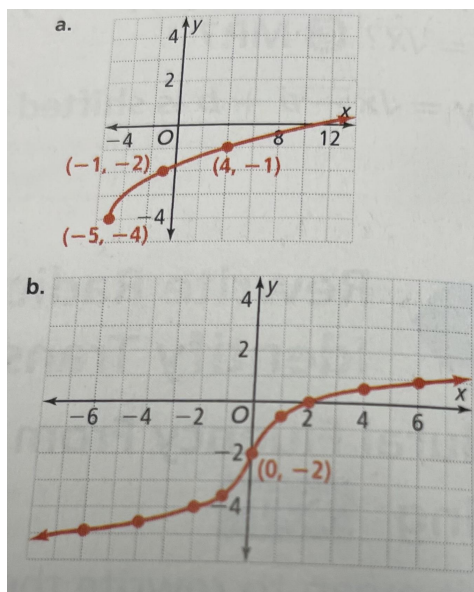 a.
y
4
2
x
−4 O 8 12
(−1, −2) (4, −1)
−4
(−5, −4)
b.
y
4
2
x
−6 −4 −2 O 2 4 6
−2
(0, −2)
−4